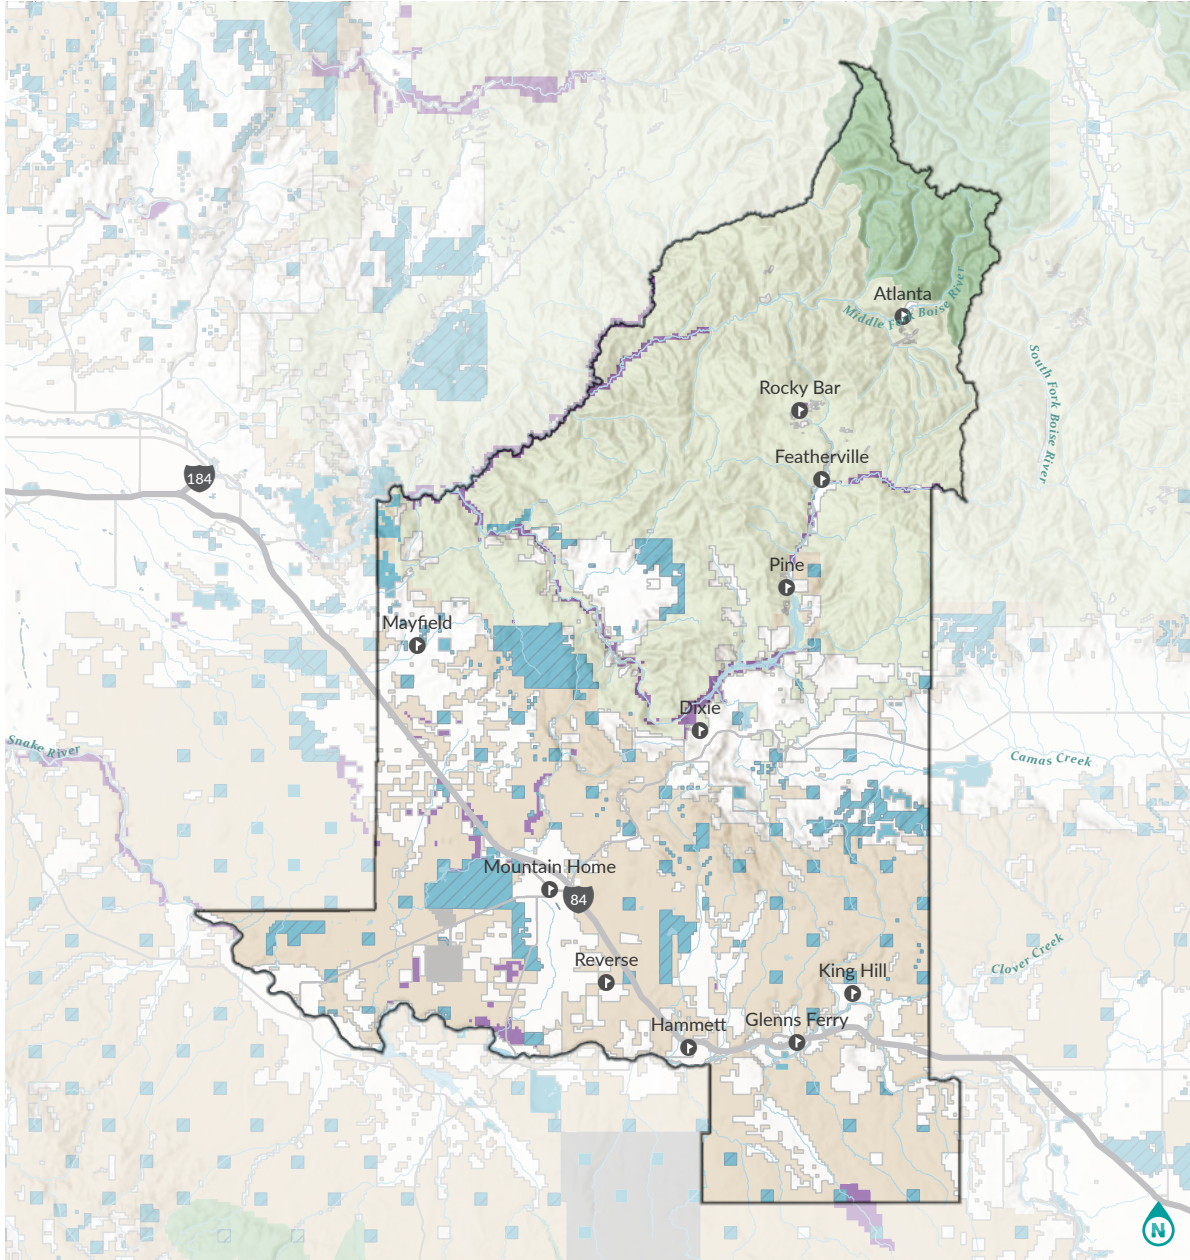 Atlanta
Middle Fork Boise River
South Fork Boise River
Rocky Bar
Featherville
184
Pine
Mayfield
Dixie
Snake River
Camas Creek
Mountain Home
84
Clover Creek
Reverse
King Hill
Hammett
Glenns Ferry
N